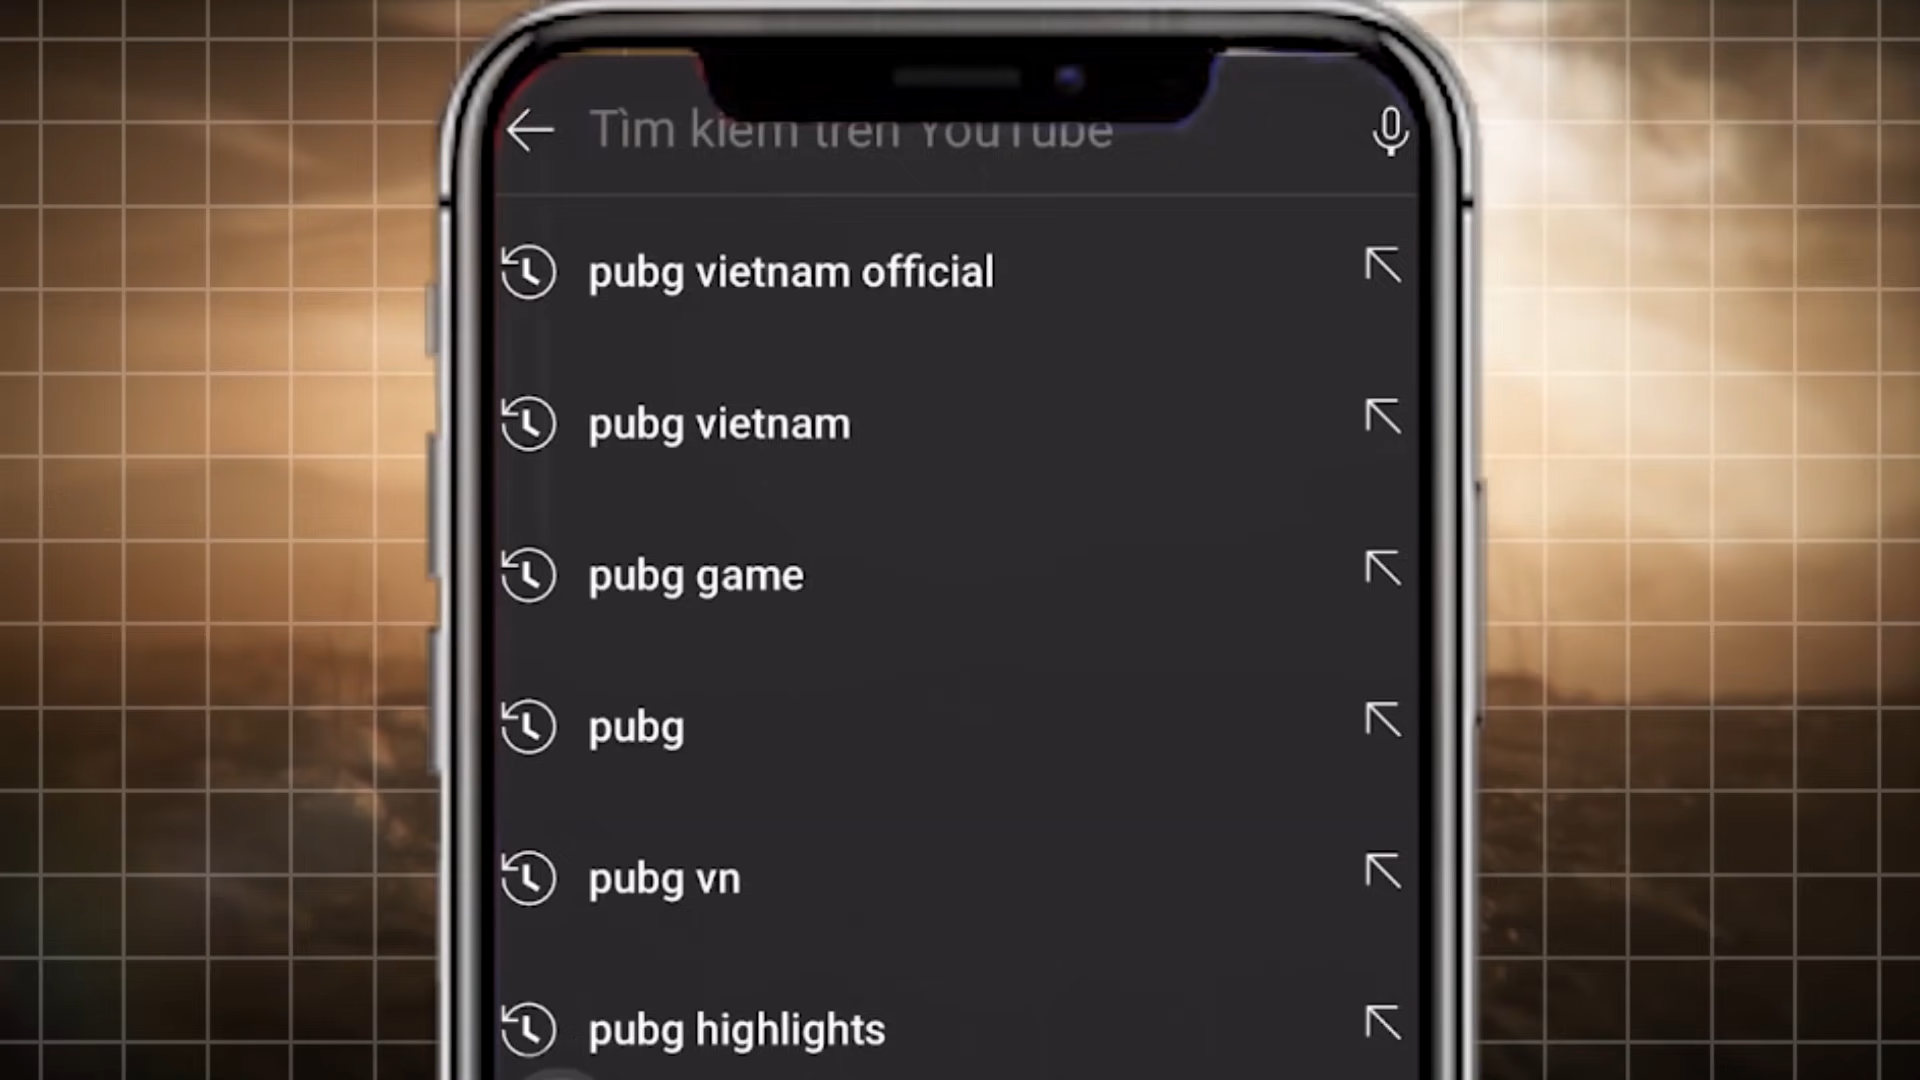 Tìm kiếm trên YouTube
pubg vietnam official
pubg vietnam
pubg game
pubg
pubg vn
pubg highlights